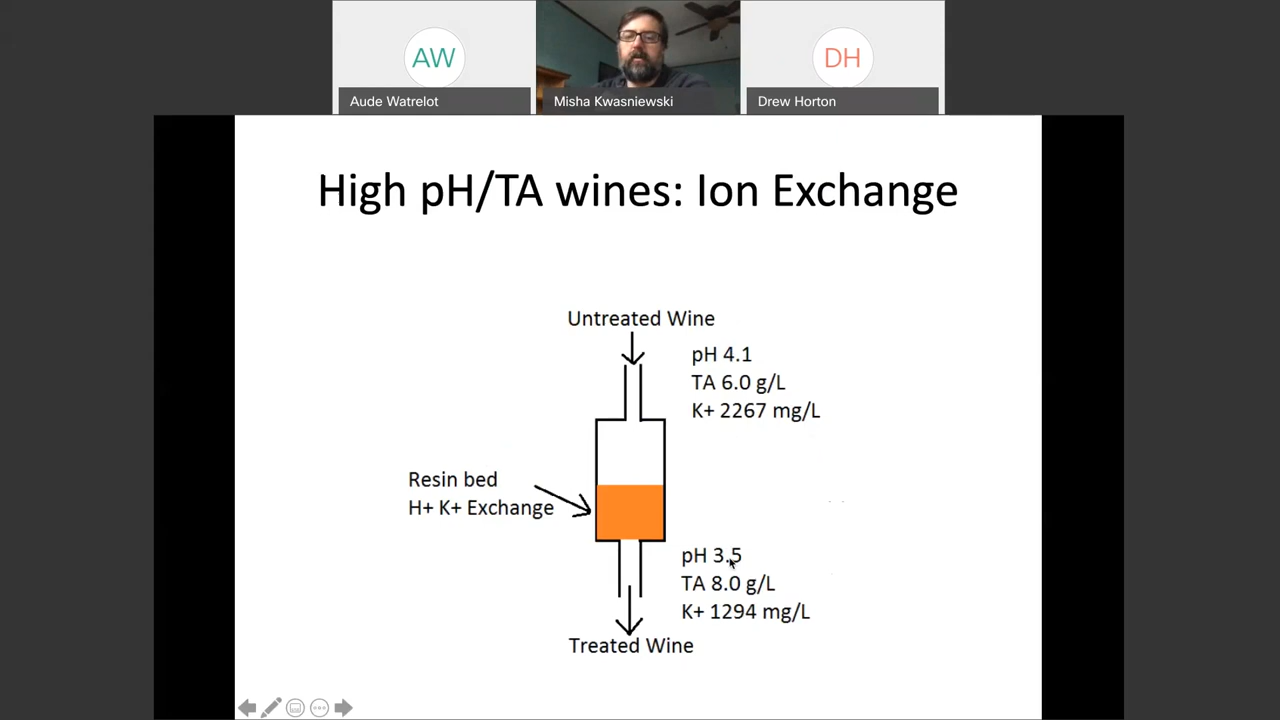 AW
DH
Aude Watrelot
Misha Kwasniewski
Drew Horton
High pH/TA wines: Ion Exchange
Untreated Wine
pH 4.1
TA 6.0 g/L
K+ 2267 mg/L
Resin bed
H+ K+ Exchange
pH 3.5
TA 8.0 g/L
K+ 1294 mg/L
Treated Wine